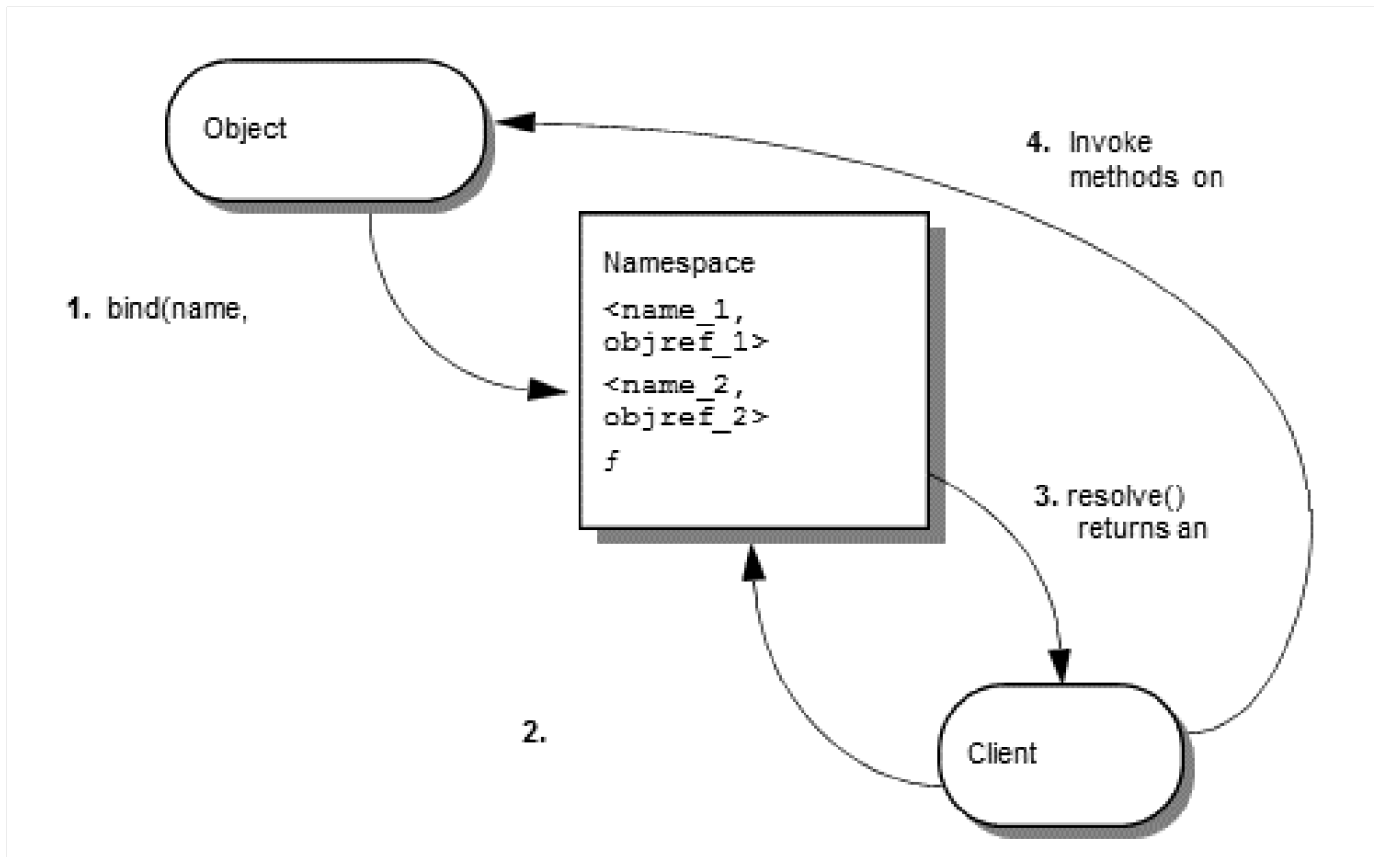 Object
4. Invoke
methods on
Namespace
<name_1,
objref_1>
<name_2,
objref_2>
f
1. bind(name,
3. resolve()
returns an
2.
Client